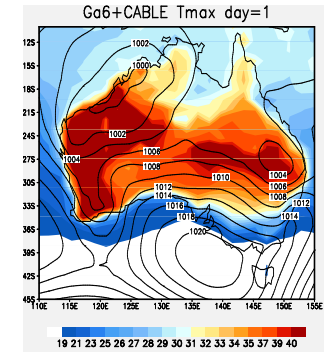 Ga6+CABLE Tmax day=1
12S
15S
18S
21S
24S
27S
30S
33S
36S
39S
42S
45S
1002
1000
1002
1004
1006
1008
1010
1004
1006
1008
1012
1014
1016
1018
1020
1012
1014
110E 115E 120E 125E 130E 135E 140E 145E 150E 155E
19 21 23 25 27 28 29 30 31 32 33 34 35 36 37 38 39 40